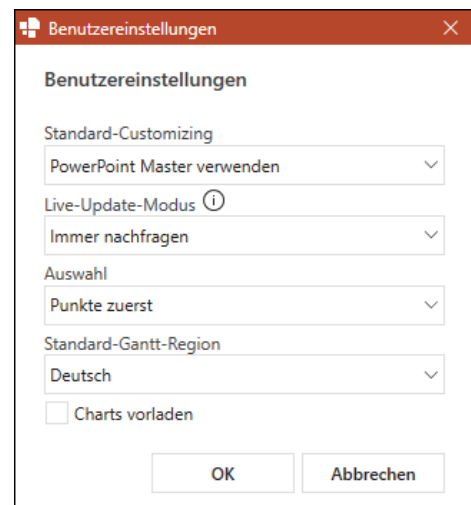 Benutzereinstellungen
Benutzereinstellungen
Standard-Customizing
PowerPoint Master verwenden
Live-Update-Modus
Immer nachfragen
Auswahl
Punkte zuerst
Standard-Gantt-Region
Deutsch
Charts vorladen
OK Abbrechen